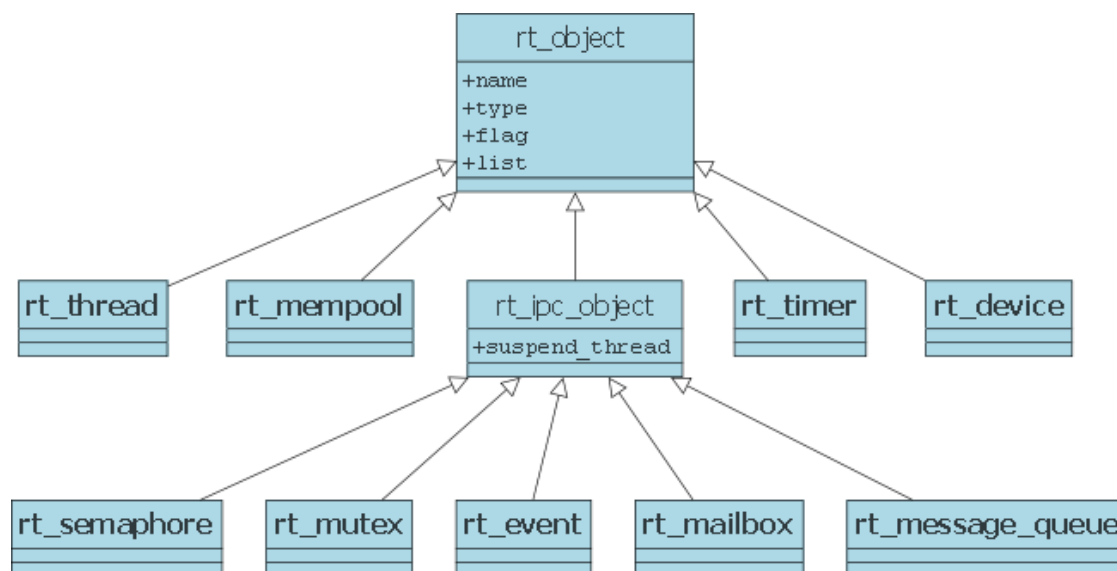 rt_object
+name
+type
+flag
+list
rt_thread
rt_mempool
rt_ipc_object
+suspend_thread
rt_timer
rt_device
rt_semaphore
rt_mutex
rt_event
rt_mailbox
rt_message_queue